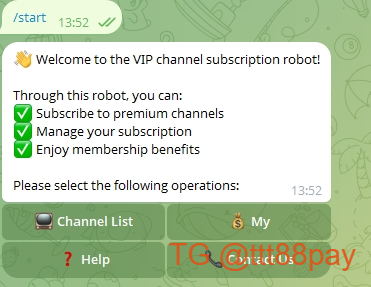 /start
13:52
👋 Welcome to the VIP channel subscription robot!
Through this robot, you can:
✅ Subscribe to premium channels
✅ Manage your subscription
✅ Enjoy membership benefits
Please select the following operations:
13:52
📺 Channel List
💰 My
❓ Help
📞 Contact Us
TG @ttt88pay